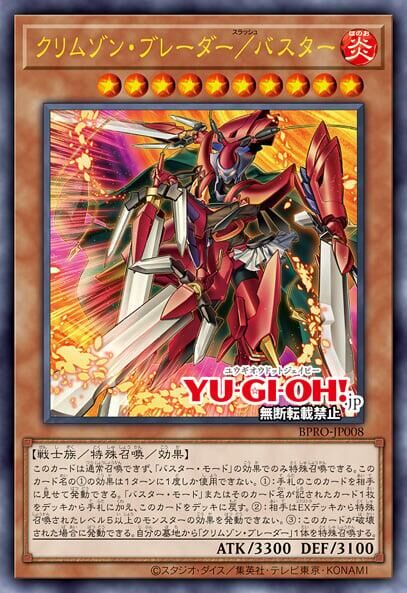 クリムゾン・ブレーダー／バスター
スラッシュ
ほのお
炎
ユウギオウドットジェイピー
YU-GI-OH!.jp
無断転載禁止
BPRO-JP008
【戦士族／特殊召喚／効果】
このカードは通常召喚できず、「バスター・モード」の効果でのみ特殊召喚できる。この
カード名の①の効果は1ターンに1度しか使用できない。①：手札のこのカードを相手
に見せて発動できる。「バスター・モード」またはそのカード名が記されたカード1枚
をデッキから手札に加え、このカードをデッキに戻す。②：相手はEXデッキから特殊
召喚されたレベル5以上のモンスターの効果を発動できない。③：このカードが破壊
された場合に発動できる。自分の墓地から「クリムゾン・ブレーダー」1体を特殊召喚する。
ATK/3300 DEF/3100
©スタジオ・ダイス／集英社・テレビ東京・KONAMI